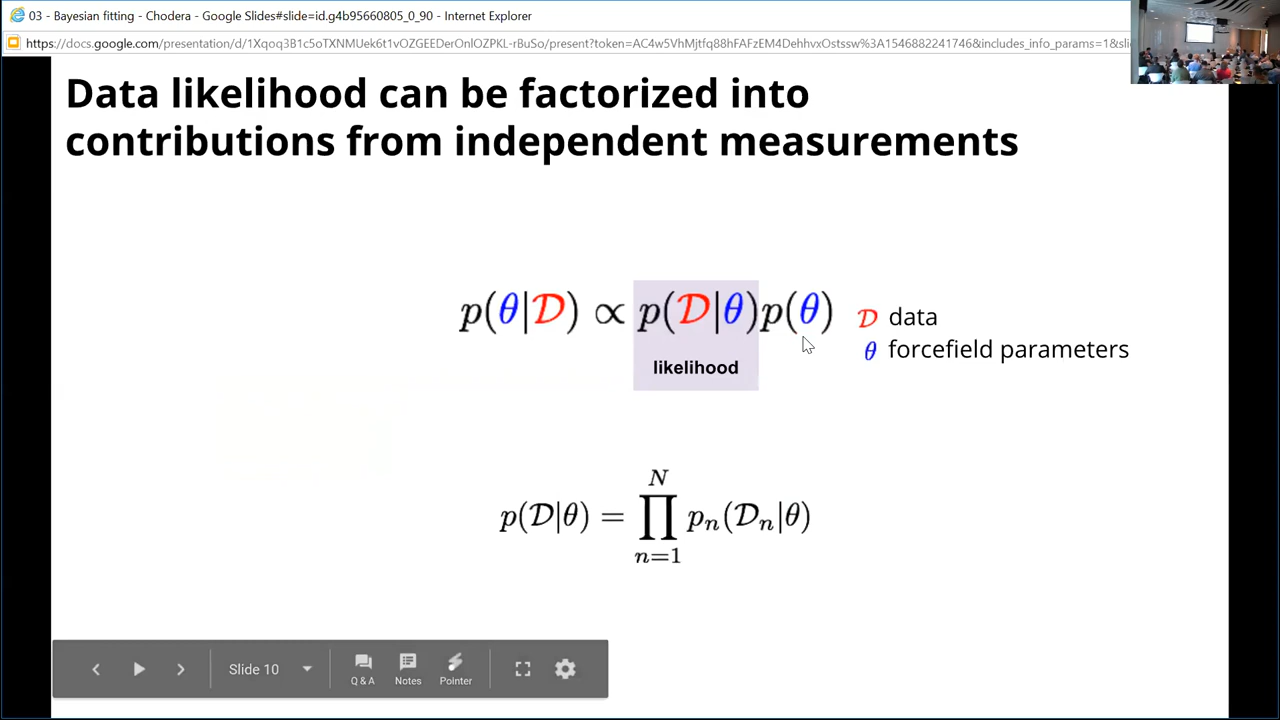 03 - Bayesian fitting - Chodera - Google Slides#slide=id.g4b95660805_0_90 - Internet Explorer
https://docs.google.com/presentation/d/1Xqoq3B1c5oTXNMUek6t1vOZGEEDerOnlOZPKL-rBuSo/present?token=AC4w5VhMjtfq88hFAFzEM4DehhvxOstssw%3A1546882241746&includes_info_params=1&sli
Data likelihood can be factorized into
contributions from independent measurements
p(θ|𝒟) ∝ p(𝒟|θ)p(θ)
𝒟 data
θ forcefield parameters
likelihood
p(𝒟|θ) = ∏_{n=1}^{N} p_n(𝒟_n|θ)
Slide 10
Q & A
Notes
Pointer